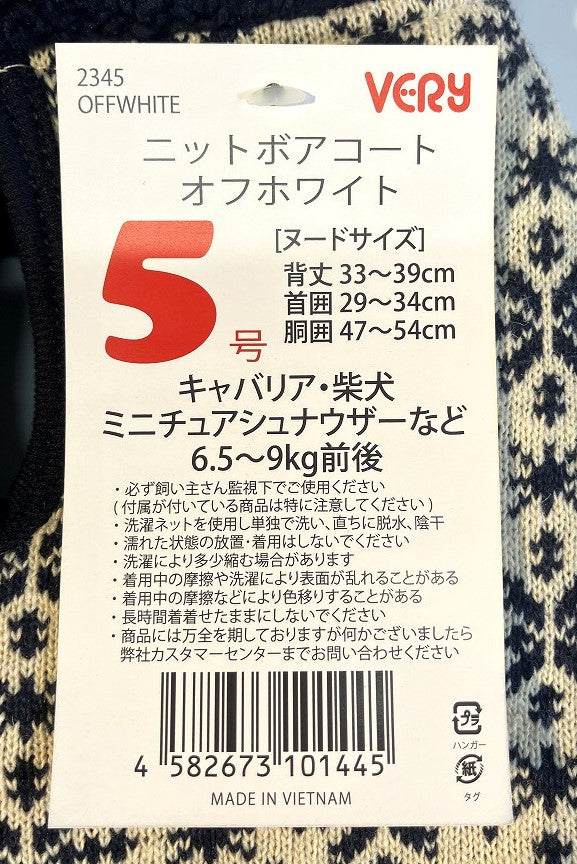 2345
OFFWHITE
VERY
ニットボアコート
オフホワイト
5号
[ヌードサイズ]
背丈 33〜39cm
首囲 29〜34cm
胴囲 47〜54cm
キャバリア・柴犬
ミニチュアシュナウザーなど
6.5〜9kg前後
・必ず飼い主さん監視下でご使用ください
(付属が付いている商品は特に注意してください)
・洗濯ネットを使用し単独で洗い、直ちに脱水、陰干
・濡れた状態の放置・着用はしないでください
・洗濯により多少縮む場合があります
・着用中の摩擦や洗濯により表面が乱れることがある
・着用中の摩擦などにより色移りすることがある
・長時間着着せたままにしないでください
・商品には万全を期しておりますが何かございましたら
弊社カスタマーセンターまでお問い合わせください
4 582673 101445
MADE IN VIETNAM
プラ
ハンガー
紙
タグ